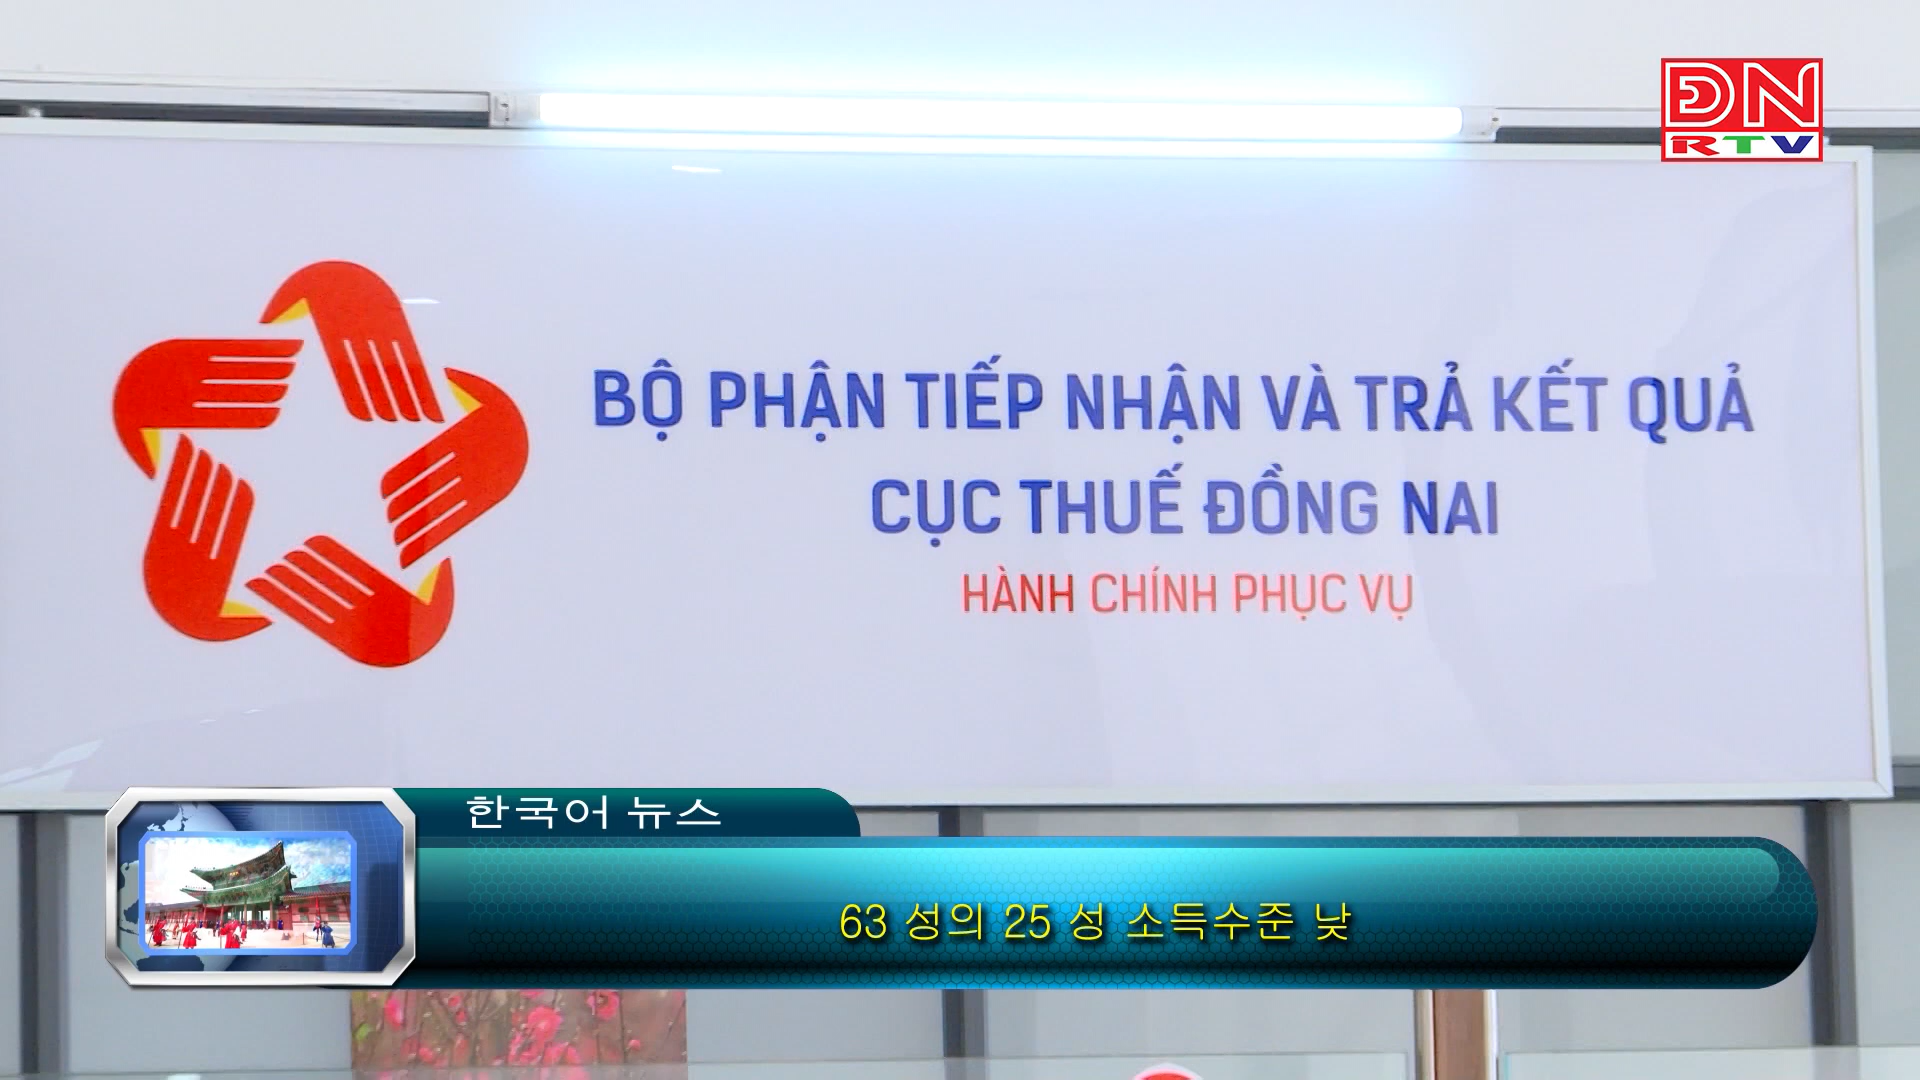 ĐN
RTV
BỘ PHẬN TIẾP NHẬN VÀ TRẢ KẾT QUẢ
CỤC THUẾ ĐỒNG NAI
HÀNH CHÍNH PHỤC VỤ
한국어 뉴스
63 성의 25 성 소득수준 낮